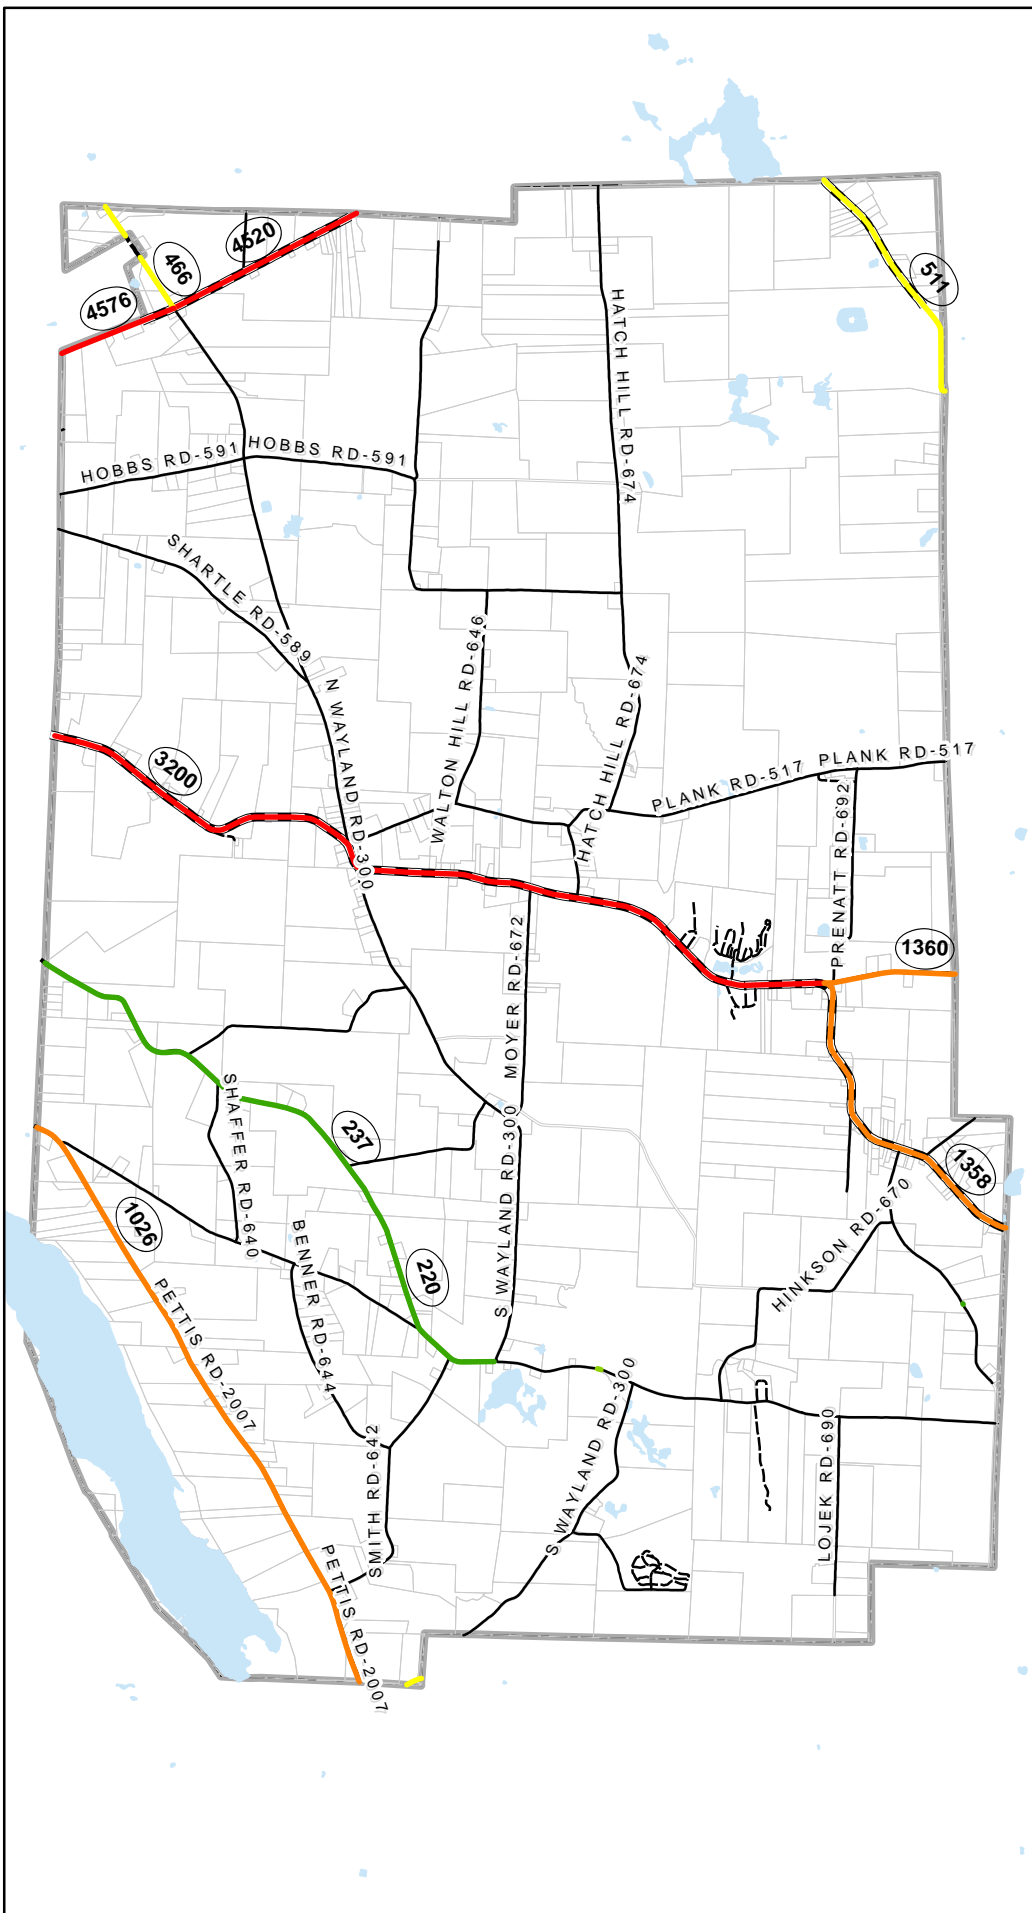 4520
466
4576
511
HATCH HILL RD-674
HOBBS RD-591
HOBBS RD-591
SHARTLE RD-589
WALTON HILL RD-646
HATCH HILL RD-674
N WAYLAND RD-300
3200
PLANK RD-517
PLANK RD-517
PRENATT RD-692
MOYER RD-672
1360
SHAFFER RD-640
237
S WAYLAND RD-300
1358
HINKSON RD-670
1026
BENNER RD-644
220
PETTIS RD-2007
S WAYLAND RD-300
SMITH RD-642
LOJEK RD-690
PETTIS RD-2007